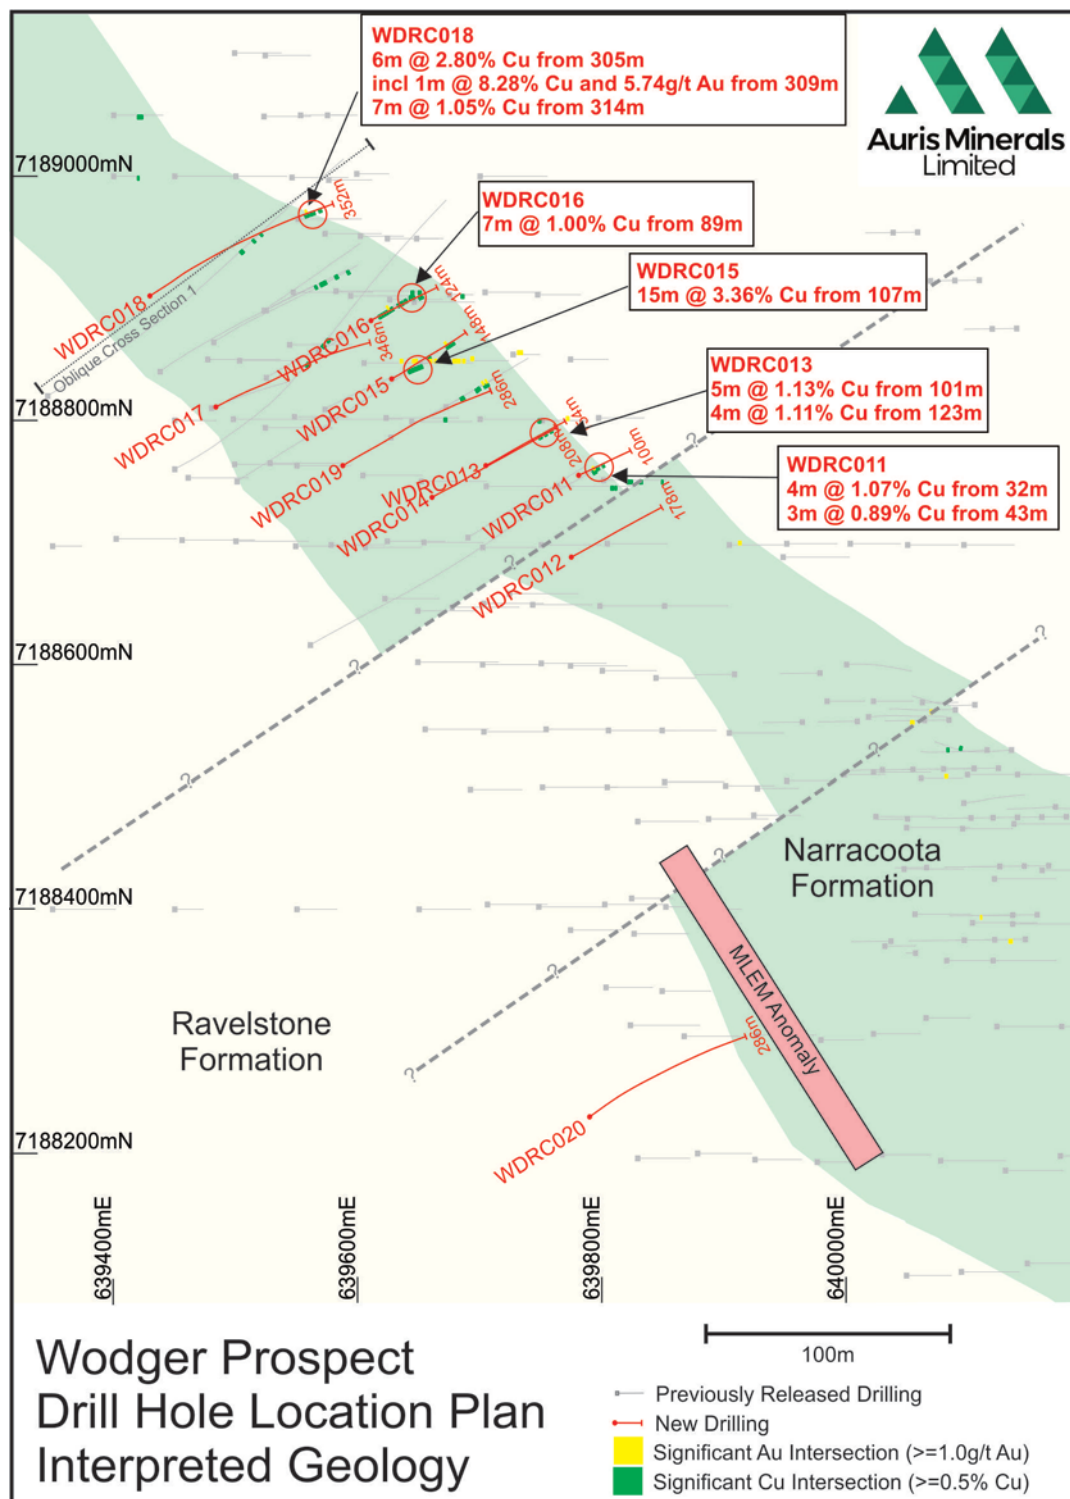 WDRC018
6m @ 2.80% Cu from 305m
incl 1m @ 8.28% Cu and 5.74g/t Au from 309m
7m @ 1.05% Cu from 314m
Auris Minerals
Limited
7189000mN
352m
WDRC016
7m @ 1.00% Cu from 89m
WDRC018
Oblique Cross Section 1
124m
WDRC015
15m @ 3.36% Cu from 107m
WDRC016
346m
148m
WDRC013
5m @ 1.13% Cu from 101m
4m @ 1.11% Cu from 123m
7188800mN
WDRC017
WDRC015
286m
94m
208m
?
100m
WDRC011
4m @ 1.07% Cu from 32m
3m @ 0.89% Cu from 43m
WDRC019
WDRC013
WDRC014
WDRC011
178m
?
WDRC012
7188600mN
?
?
?
?
?
Narracoota
Formation
7188400mN
MLEM Anomaly
?
Ravelstone
Formation
286m
?
WDRC020
7188200mN
639400mE
639600mE
639800mE
640000mE
100m
Wodger Prospect
Drill Hole Location Plan
Interpreted Geology
Previously Released Drilling
New Drilling
Significant Au Intersection (>=1.0g/t Au)
Significant Cu Intersection (>=0.5% Cu)